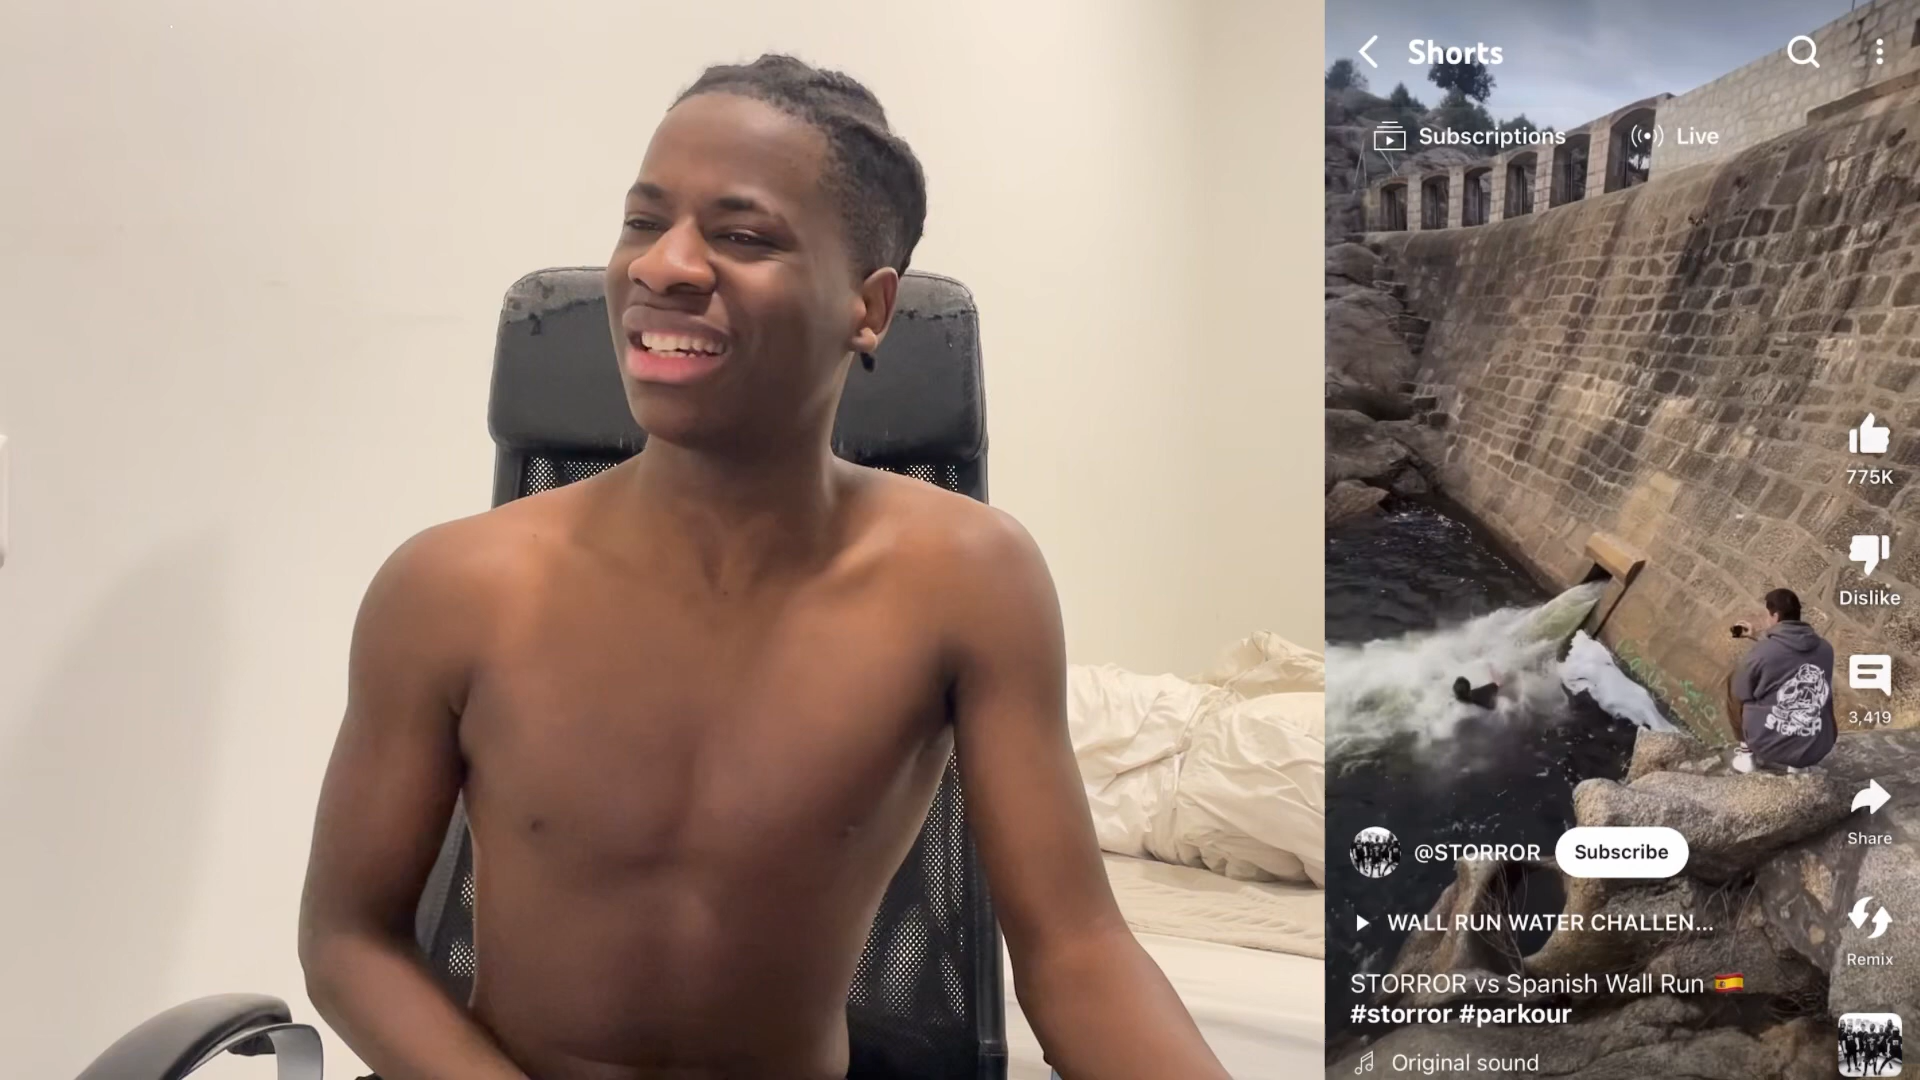 Shorts
Subscriptions
Live
775K
Dislike
3,419
Share
@STORROR
Subscribe
WALL RUN WATER CHALLEN...
Remix
STORROR vs Spanish Wall Run 🇪🇸
#storror #parkour
Original sound